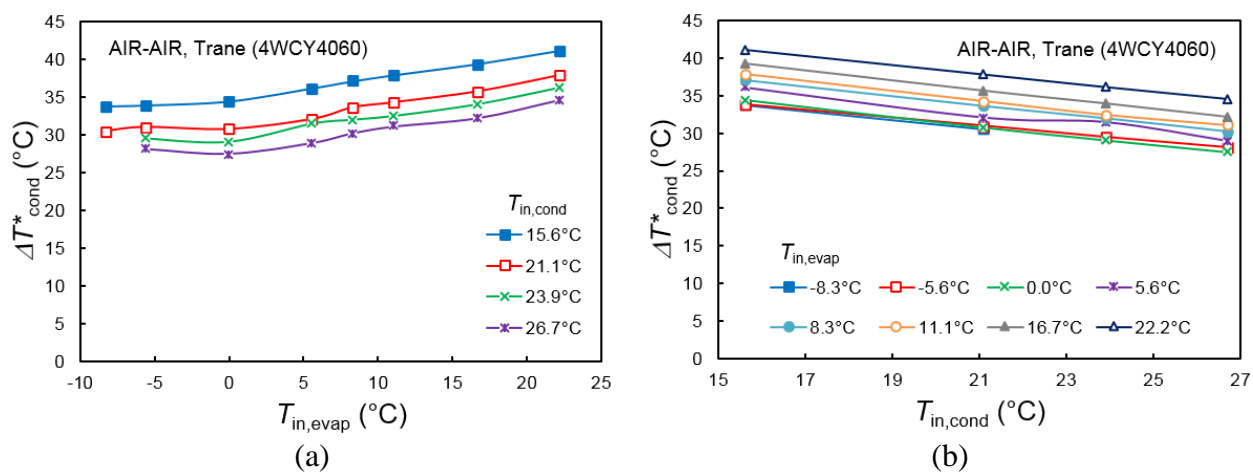 AIR-AIR, Trane (4WCY4060)
ΔT*cond (°C)
45
40
35
30
25
20
15
10
5
0
Tin,cond
15.6°C
21.1°C
23.9°C
26.7°C
-10 -5 0 5 10 15 20 25
Tin,evap (°C)
(a)
AIR-AIR, Trane (4WCY4060)
ΔT*cond (°C)
45
40
35
30
25
20
15
10
5
0
Tin,evap
-8.3°C -5.6°C 0.0°C 5.6°C
8.3°C 11.1°C 16.7°C 22.2°C
15 17 19 21 23 25 27
Tin,cond (°C)
(b)